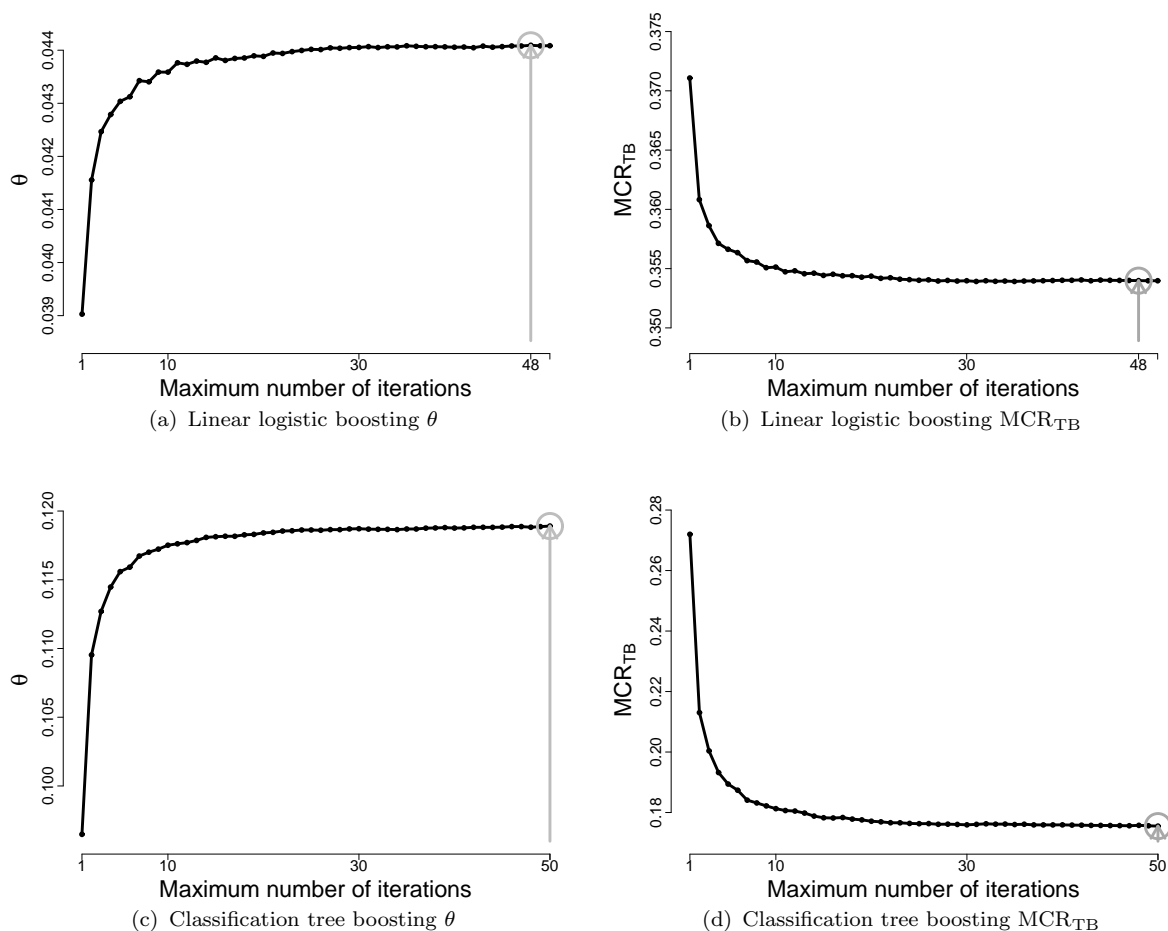 0.044
0.043
0.042
0.041
0.040
0.039
θ
1 10 30 48
Maximum number of iterations
(a) Linear logistic boosting θ
0.375
0.370
0.365
0.360
0.355
0.350
MCR_TB
1 10 30 48
Maximum number of iterations
(b) Linear logistic boosting MCR_TB
0.120
0.115
0.110
0.105
0.100
θ
1 10 30 50
Maximum number of iterations
(c) Classification tree boosting θ
0.28
0.26
0.24
0.22
0.20
0.18
MCR_TB
1 10 30 50
Maximum number of iterations
(d) Classification tree boosting MCR_TB